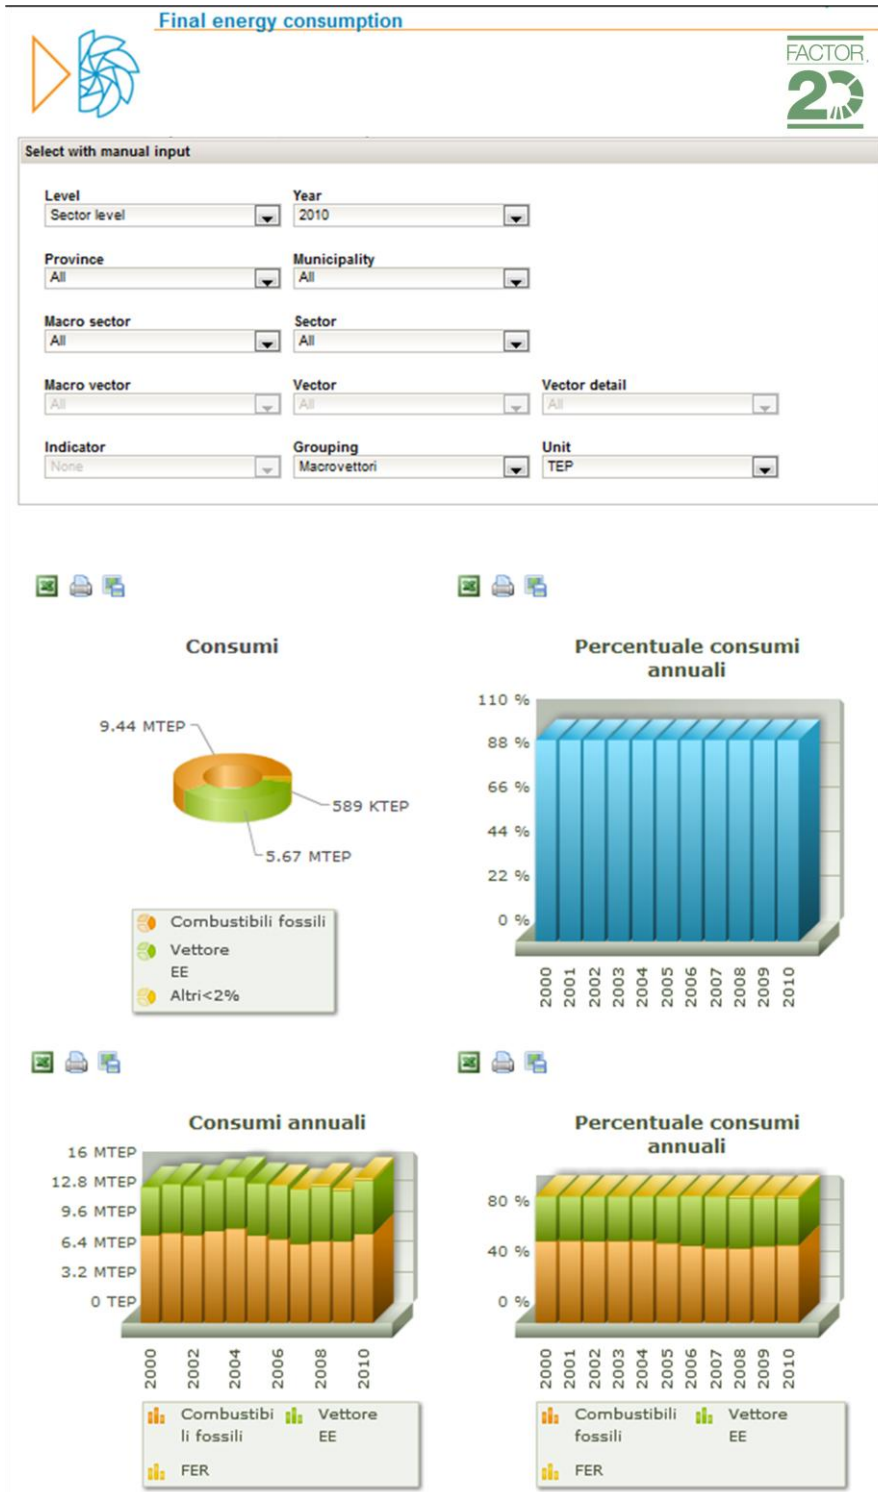 Final energy consumption
FACTOR
20
Select with manual input
Level
Year
Sector level
2010
Province
Municipality
All
All
Macro sector
Sector
All
All
Macro vector
Vector
Vector detail
All
All
All
Indicator
Grouping
Unit
None
Macrovettori
TEP
Consumi
9.44 MTEP
589 KTEP
5.67 MTEP
Combustibili fossili
Vettore
EE
Altri<2%
Percentuale consumi
annuali
110 %
88 %
66 %
44 %
22 %
0 %
2000
2001
2002
2003
2004
2005
2006
2007
2008
2009
2010
Consumi annuali
16 MTEP
12.8 MTEP
9.6 MTEP
6.4 MTEP
3.2 MTEP
0 TEP
2000
2002
2004
2006
2008
2010
Combustibi
li fossili
Vettore
EE
FER
Percentuale consumi
annuali
80 %
40 %
0 %
2000
2001
2002
2003
2004
2005
2006
2007
2008
2009
2010
Combustibili
fossili
Vettore
EE
FER